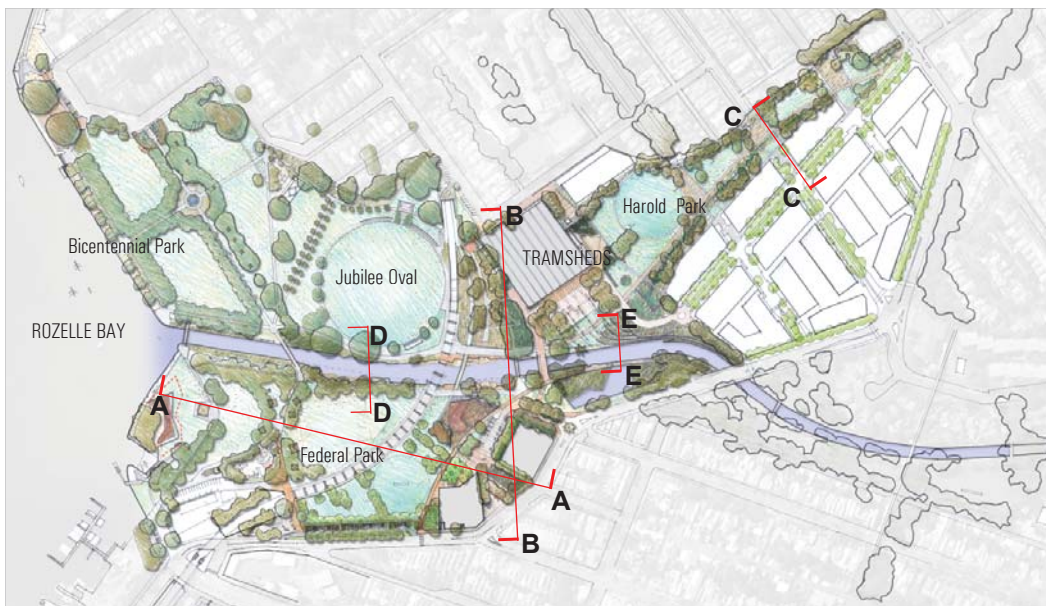 C
C
B
Harold Park
TRAMSHEDS
Bicentennial Park
Jubilee Oval
E
D
ROZELLE BAY
E
A
D
Federal Park
A
B